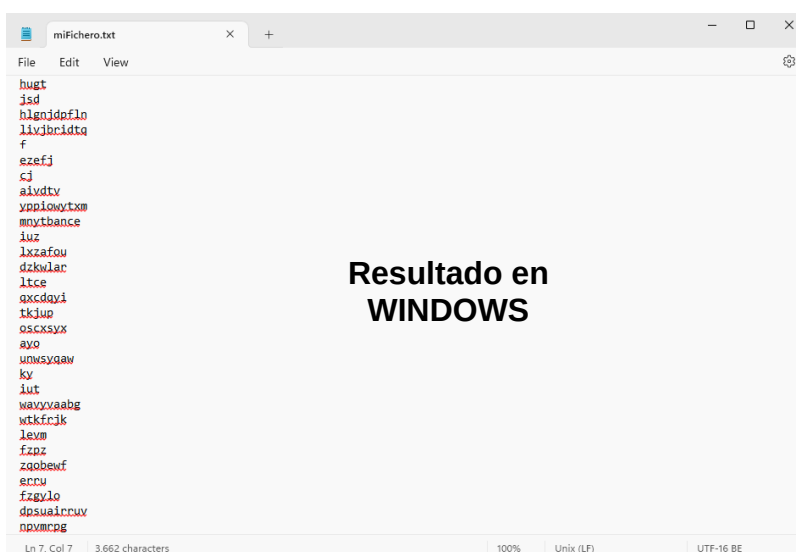 miFichero.txt
File Edit View
hugt
jsd
hlgnjdpfln
livjbridtq
f
ezefj
cj
aivdtv
yppiowytxm
mnytbance
iuz
lxzafou
dzkwlar
ltce
qxcdqyi
tkjup
oscxsyx
ayo
unwsyqaw
ky
iut
wavyvaabg
wtkfrjk
levm
fzpz
zqobewf
erru
fzgylo
dpsuairruv
npvmrpg
Resultado en
WINDOWS
Ln 7, Col 7 3.662 characters 100% Unix (LF) UTF-16 BE